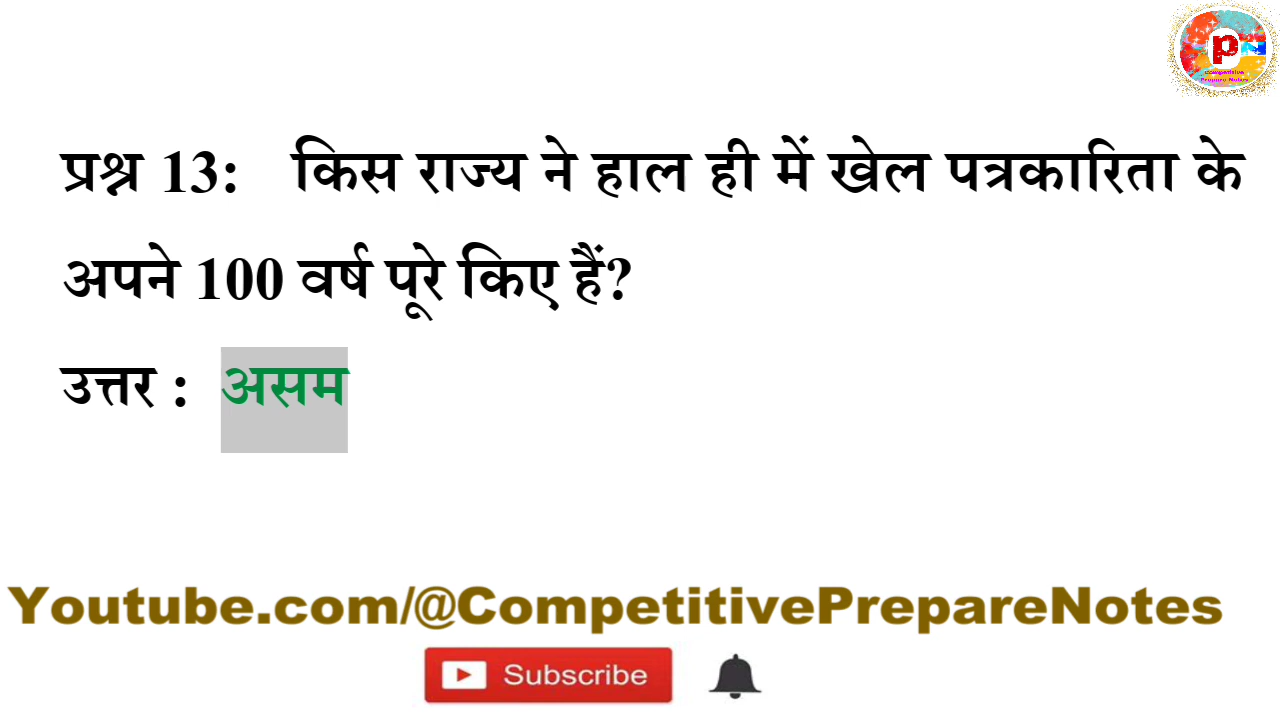 प्रश्न 13: किस राज्य ने हाल ही में खेल पत्रकारिता के
अपने 100 वर्ष पूरे किए हैं?
उत्तर : असम
Youtube.com/@CompetitivePrepareNotes
Subscribe